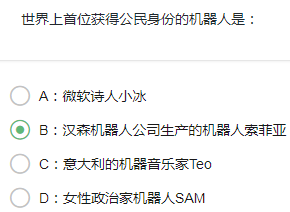 世界上首位获得公民身份的机器人是：
A：微软诗人小冰
B：汉森机器人公司生产的机器人索菲亚
C：意大利的机器音乐家Teo
D：女性政治家机器人SAM